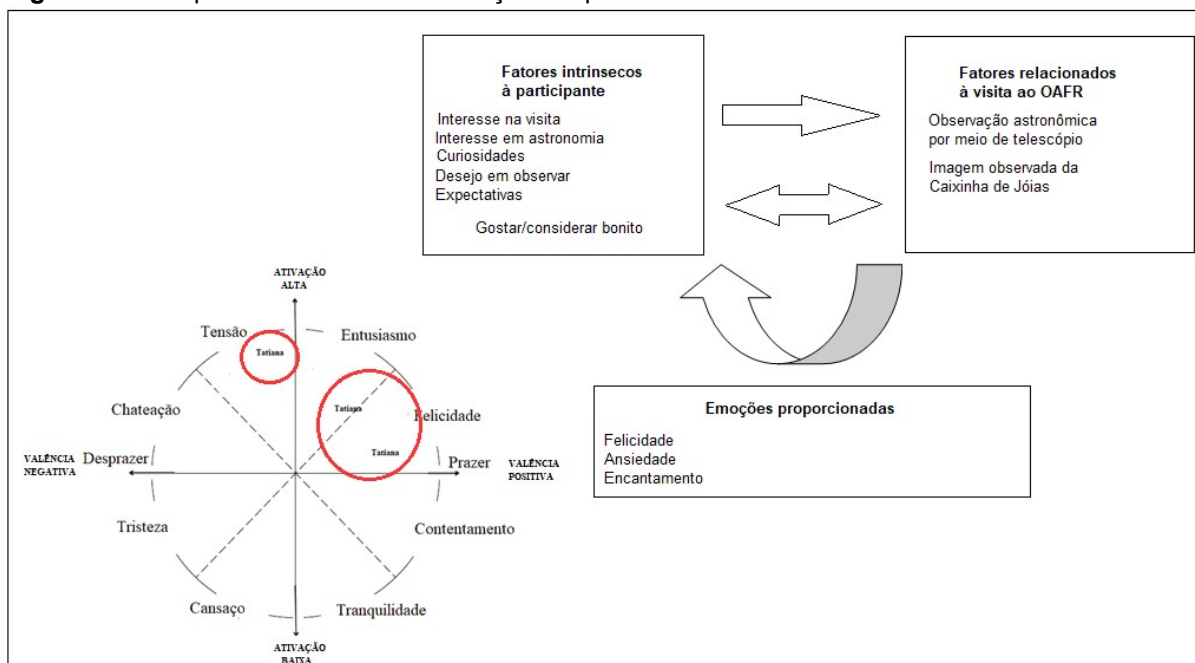 Fatores intrinsecos
à participante
Interesse na visita
Interesse em astronomia
Curiosidades
Desejo em observar
Expectativas
Gostar/considerar bonito
Fatores relacionados
à visita ao OAFR
Observação astronômica
por meio de telescópio
Imagem observada da
Caixinha de Jóias
Emoções proporcionadas
Felicidade
Ansiedade
Encantamento
ATIVAÇÃO
ALTA
Tensão
Entusiasmo
Tatiana
Chateação
Tatiana
Felicidade
Tatiana
VALÊNCIA
NEGATIVA
Desprazer
Prazer
VALÊNCIA
POSITIVA
Tristeza
Contentamento
Cansaço
Tranquilidade
ATIVAÇÃO
BAIXA